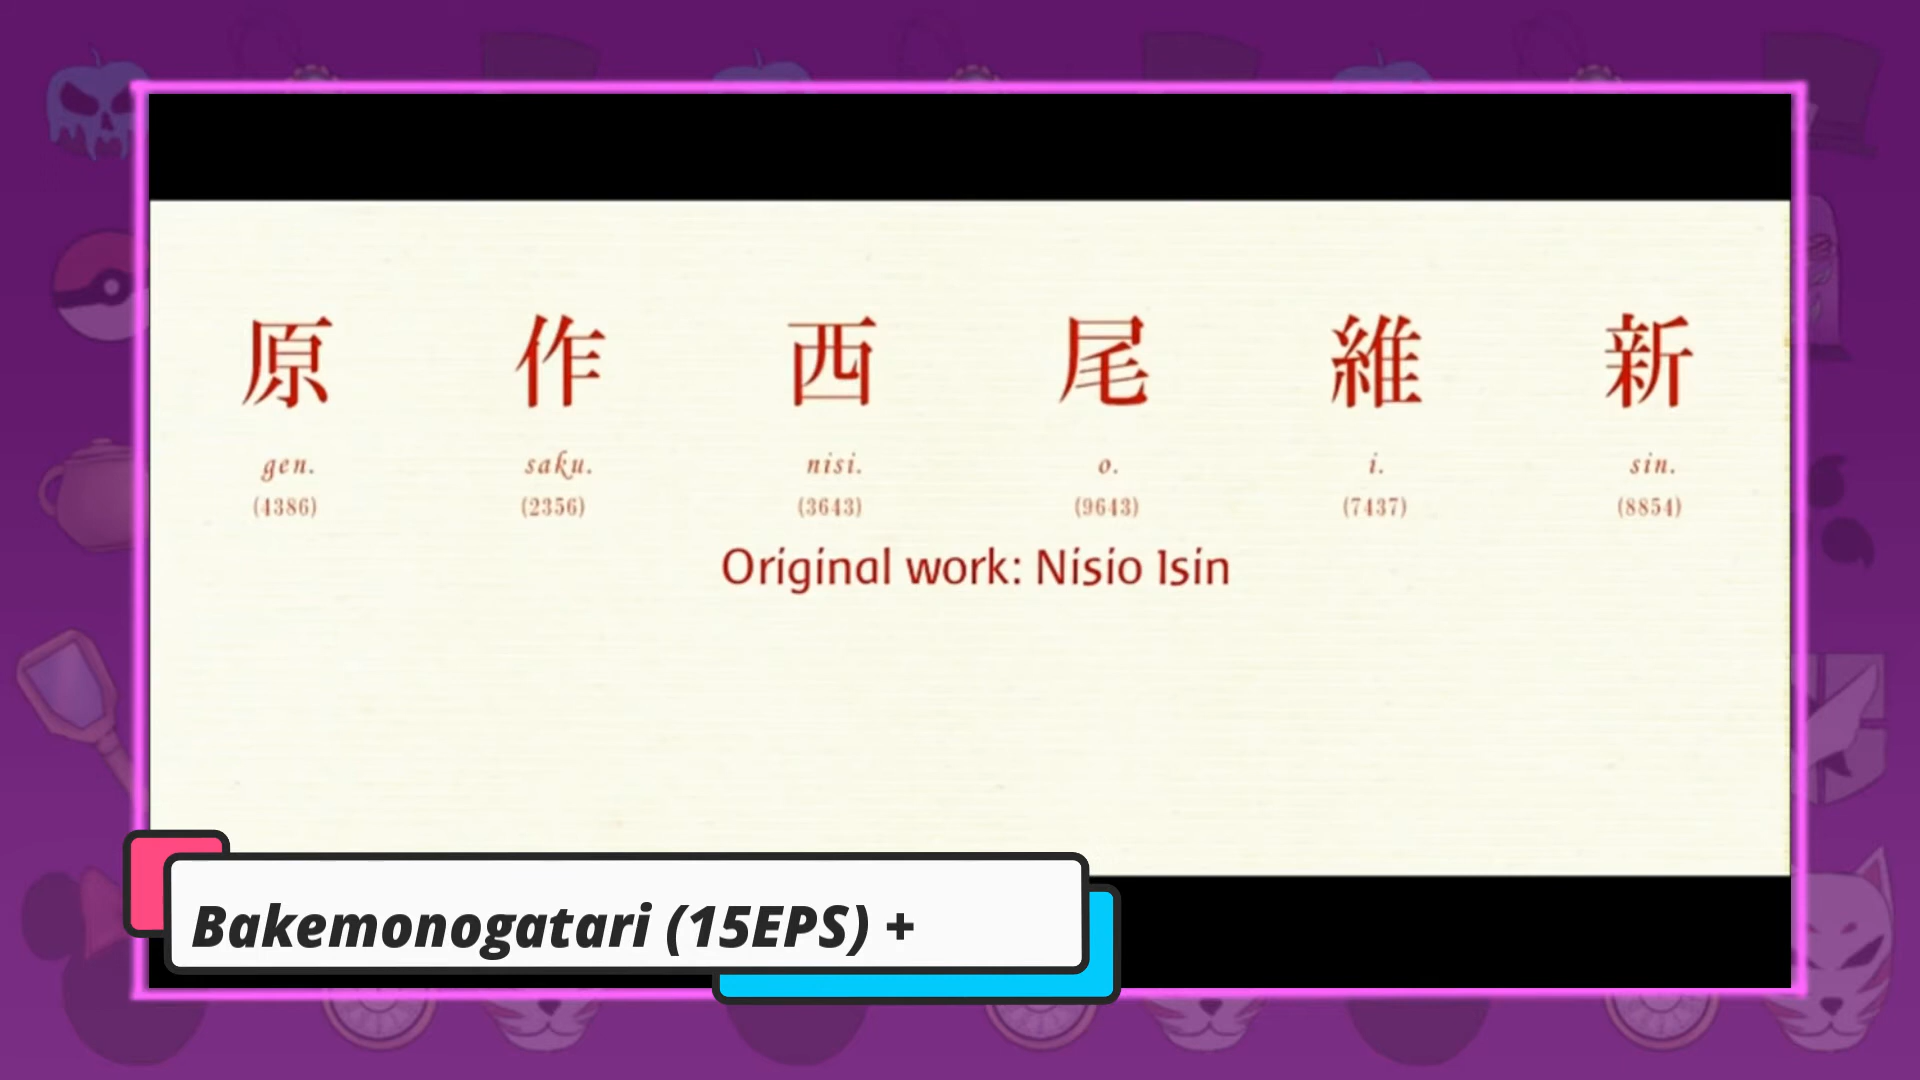 原 作 西 尾 維 新
gen. saku. nisi. o. i. sin.
(4386) (2356) (3643) (9643) (7437) (8854)
Original work: Nisio Isin
Bakemonogatari (15EPS) +